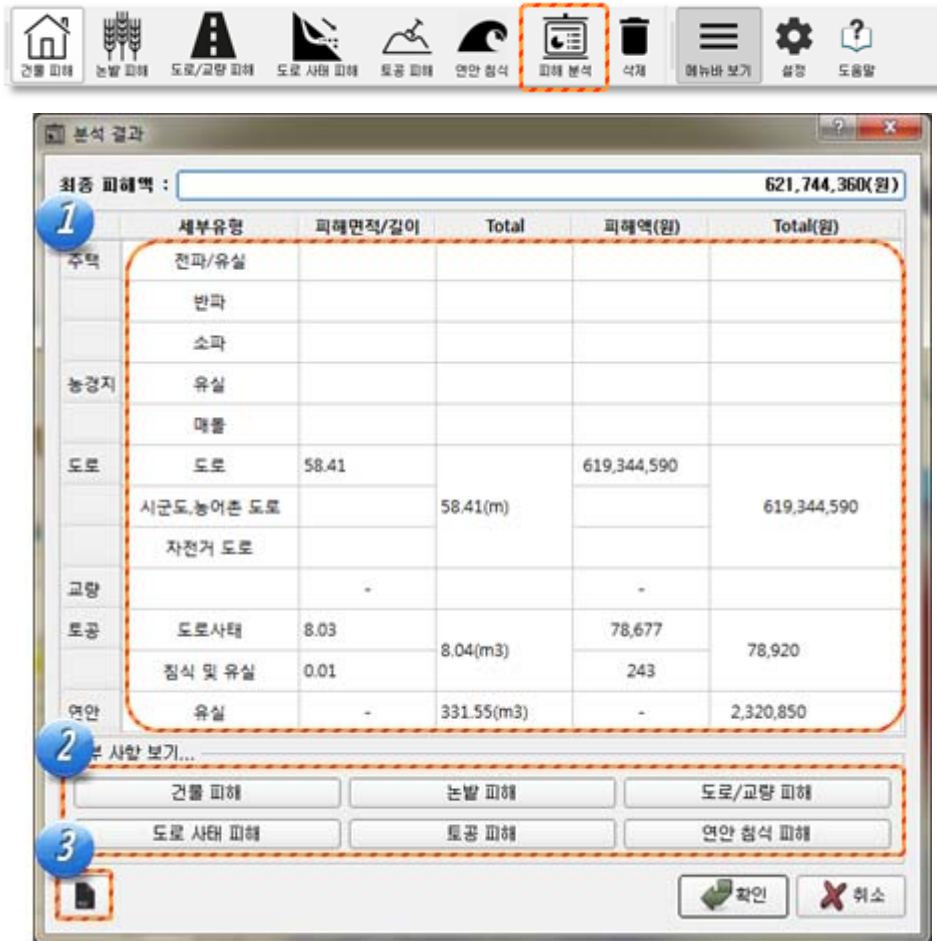 건물 피해 논밭 피해 도로/교량 피해 도로 사태 피해 토공 피해 연안 침식 피해 분석 삭제 메뉴바 보기 설정 도움말
분석 결과
최종 피해액 : 621,744,360(원)
1
세부유형 피해면적/길이 Total 피해액(원) Total(원)
주택 전파/유실
반파
소파
농경지 유실
매몰
도로 도로 58.41 619,344,590
시군도,농어촌 도로 58.41(m) 619,344,590
자전거 도로
교량 - -
토공 도로사태 8.03 78,677
8.04(m3) 78,920
침식 및 유실 0.01 243
연안 유실 - 331.55(m3) - 2,320,850
2
부 사항 보기...
건물 피해 논밭 피해 도로/교량 피해
도로 사태 피해 토공 피해 연안 침식 피해
3
확인 취소